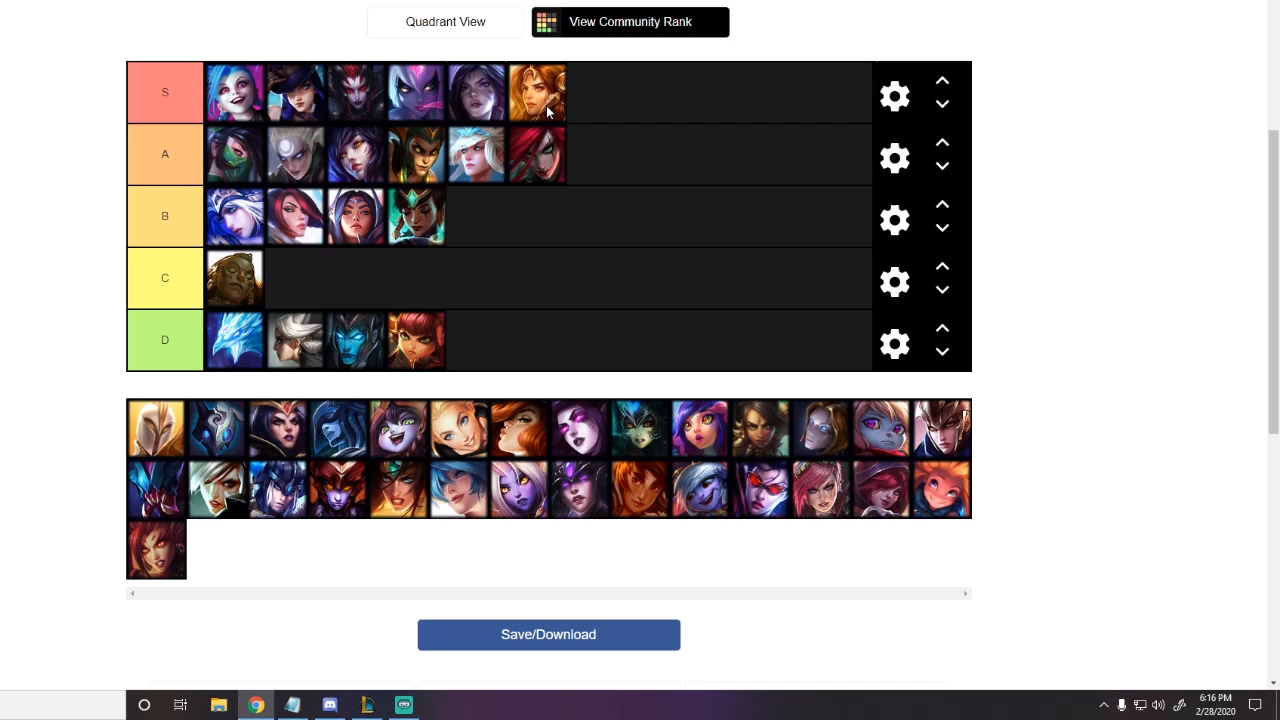 Quadrant View
View Community Rank
S
A
B
C
D
Save/Download
6:16 PM
2/28/2020